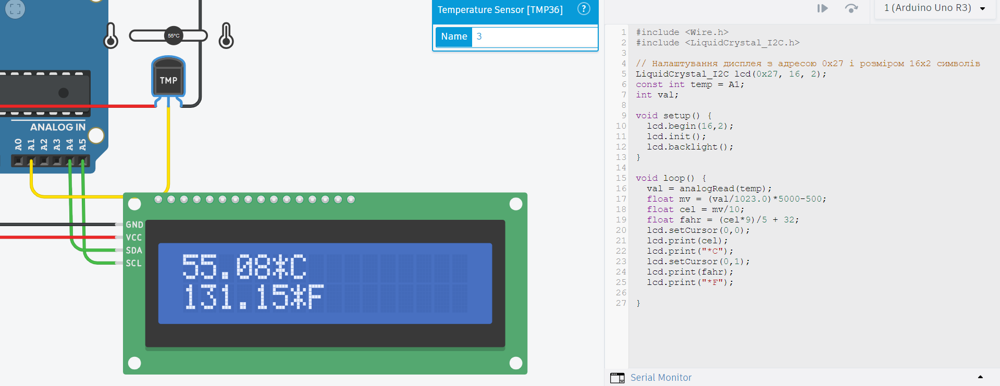 55°C
TMP
ANALOG IN
A0
A1
A2
A3
A4
A5
GND
VCC
SDA
SCL
55.08*C
131.15*F
Temperature Sensor [TMP36]
?
Name 3
1 (Arduino Uno R3)
1 #include <Wire.h>
2 #include <LiquidCrystal_I2C.h>
3
4 // Налаштування дисплея з адресою 0x27 і розміром 16x2 символів
5 LiquidCrystal_I2C lcd(0x27, 16, 2);
6 const int temp = A1;
7 int val;
8
9 void setup() {
10 lcd.begin(16,2);
11 lcd.init();
12 lcd.backlight();
13 }
14
15 void loop() {
16 val = analogRead(temp);
17 float mv = (val/1023.0)*5000-500;
18 float cel = mv/10;
19 float fahr = (cel*9)/5 + 32;
20 lcd.setCursor(0,0);
21 lcd.print(cel);
22 lcd.print("*C");
23 lcd.setCursor(0,1);
24 lcd.print(fahr);
25 lcd.print("*F");
26
27 }
Serial Monitor